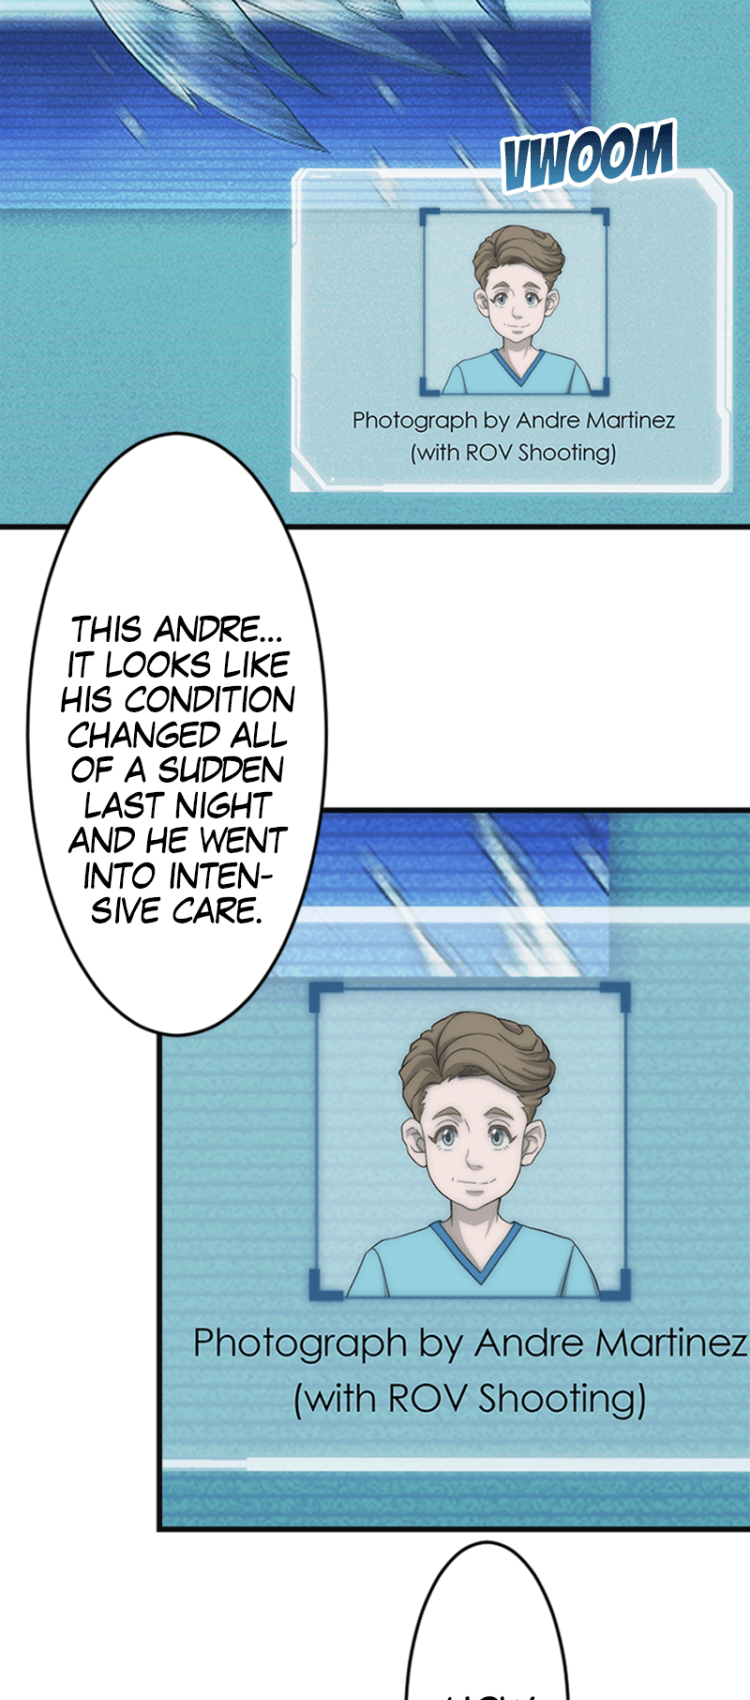 VWOOM
Photograph by Andre Martinez
(with ROV Shooting)
THIS ANDRE...
IT LOOKS LIKE
HIS CONDITION
CHANGED ALL
OF A SUDDEN
LAST NIGHT
AND HE WENT
INTO INTEN-
SIVE CARE.
Photograph by Andre Martinez
(with ROV Shooting)